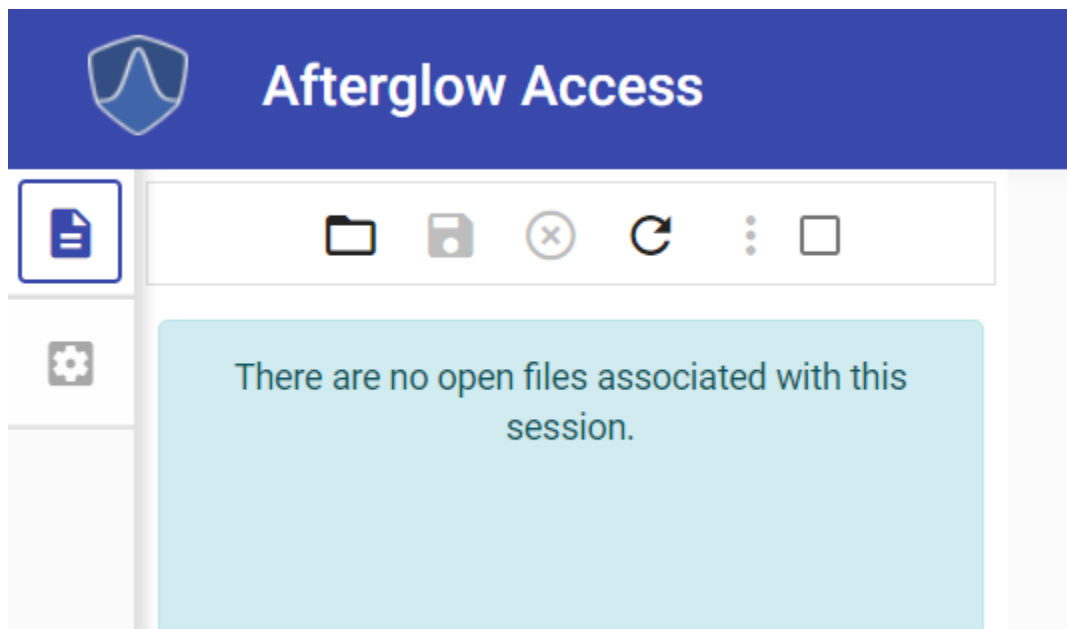 Afterglow Access
There are no open files associated with this
session.